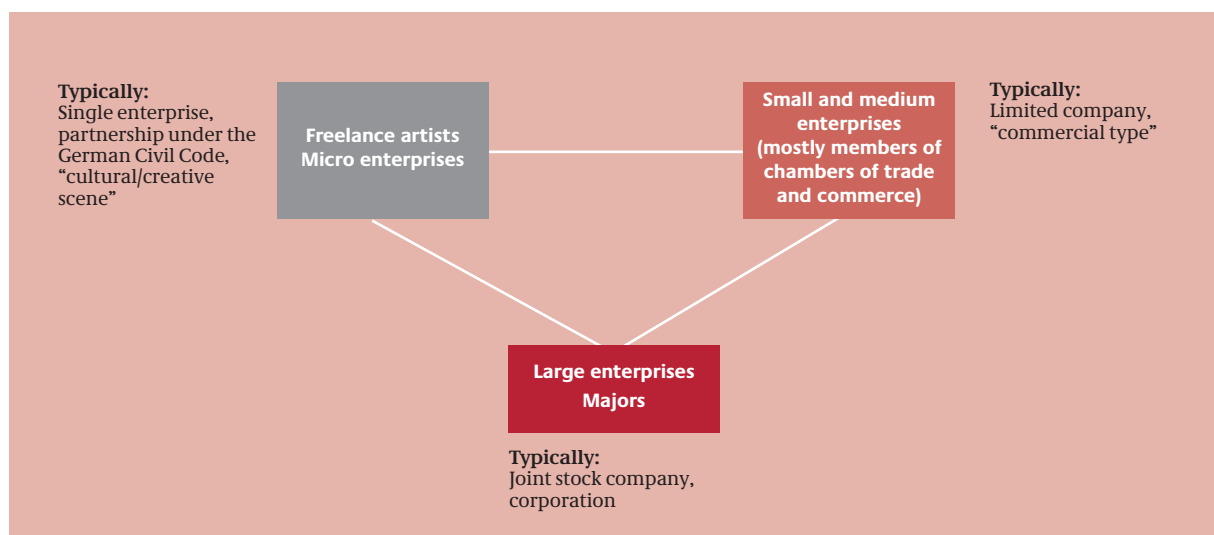 Typically:
Single enterprise,
partnership under the
German Civil Code,
“cultural/creative
scene”
Freelance artists
Micro enterprises
Small and medium
enterprises
(mostly members of
chambers of trade
and commerce)
Typically:
Limited company,
“commercial type”
Large enterprises
Majors
Typically:
Joint stock company,
corporation